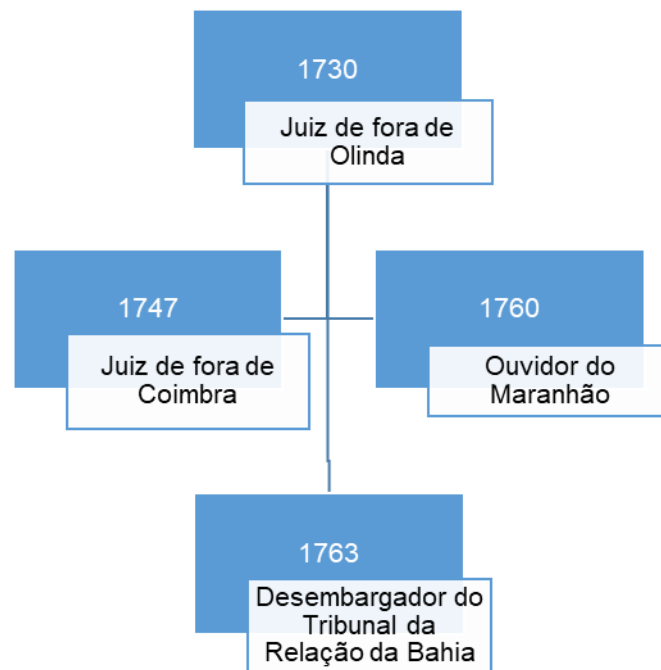 1730
Juiz de fora de
Olinda
1747
Juiz de fora de
Coimbra
1760
Ouvidor do
Maranhão
1763
Desembargador do
Tribunal da
Relação da Bahia